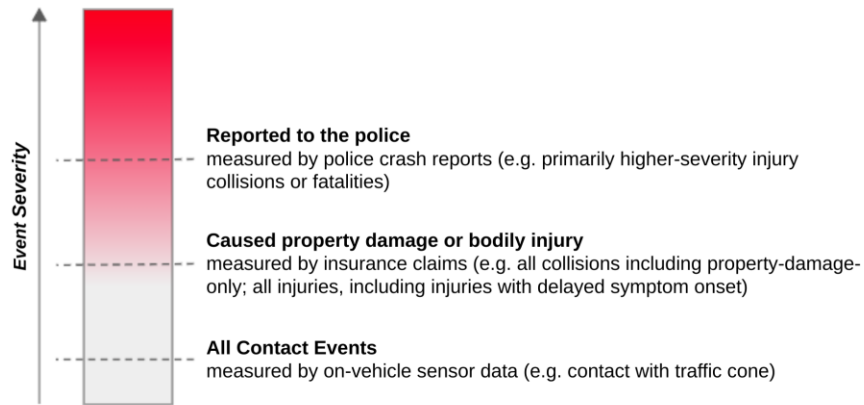 Event Severity
Reported to the police
measured by police crash reports (e.g. primarily higher-severity injury
collisions or fatalities)
Caused property damage or bodily injury
measured by insurance claims (e.g. all collisions including property-damage-
only; all injuries, including injuries with delayed symptom onset)
All Contact Events
measured by on-vehicle sensor data (e.g. contact with traffic cone)